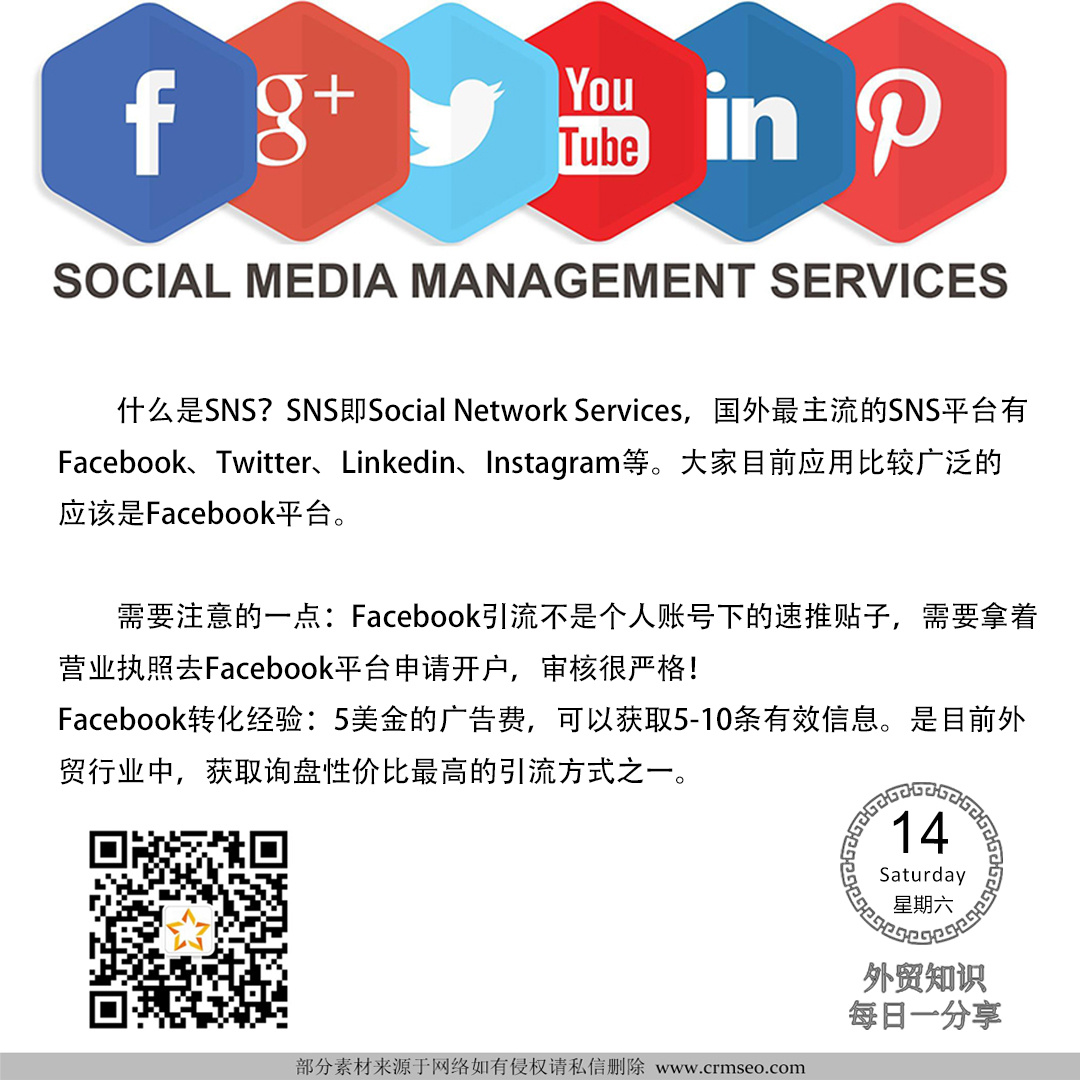 f g+ You in p
Tube
SOCIAL MEDIA MANAGEMENT SERVICES
什么是SNS？SNS即Social Network Services，国外最主流的SNS平台有
Facebook、Twitter、Linkedin、Instagram等。大家目前应用比较广泛的
应该是Facebook平台。
需要注意的一点：Facebook引流不是个人账号下的速推贴子，需要拿着
营业执照去Facebook平台申请开户，审核很严格！
Facebook转化经验：5美金的广告费，可以获取5-10条有效信息。是目前外
贸行业中，获取询盘性价比最高的引流方式之一。
14
Saturday
星期六
外贸知识
每日一分享
部分素材来源于网络如有侵权请私信删除 www.crmseo.com